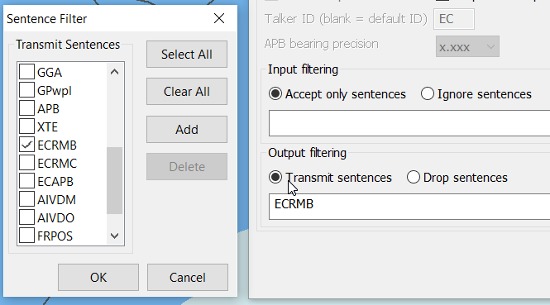 Sentence Filter
Transmit Sentences
GGA
GPwpl
APB
XTE
ECRMB
ECRMC
ECAPB
AIVDM
AIVDO
FRPOS
Select All
Clear All
Add
Delete
OK
Cancel
Talker ID (blank = default ID)
EC
APB bearing precision
x.xxx
Input filtering
Accept only sentences
Ignore sentences
Output filtering
Transmit sentences
Drop sentences
ECRMB